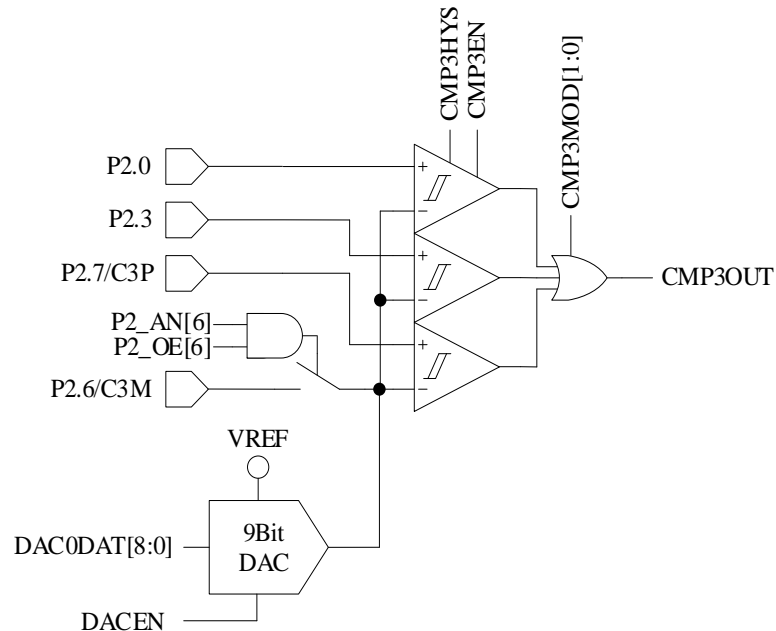 CMP3HYS
CMP3EN
CMP3MOD[1:0]
P2.0
+
−
P2.3
+
−
P2.7/C3P
+
−
CMP3OUT
P2_AN[6]
P2_OE[6]
P2.6/C3M
VREF
DAC0DAT[8:0]
9Bit
DAC
DACEN